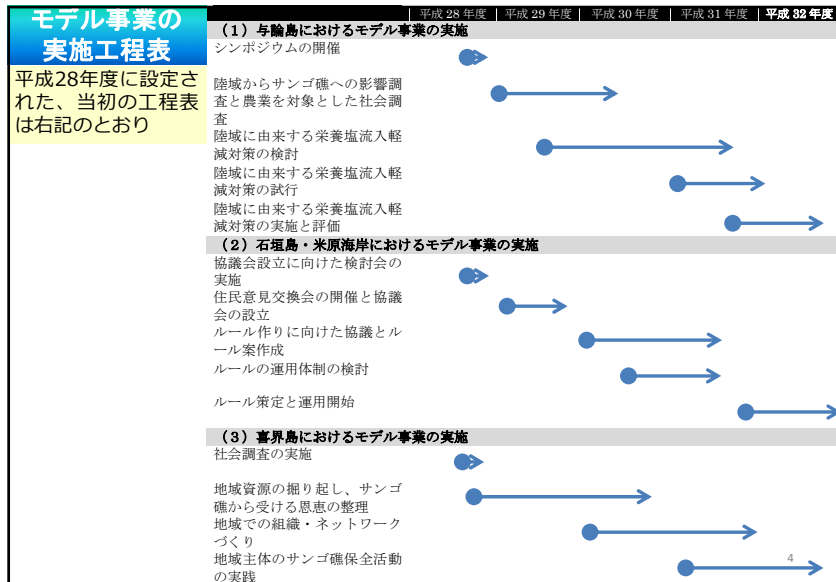 モデル事業の
実施工程表
平成28年度に設定さ
れた、当初の工程表
は右記のとおり
平成 28 年度 平成 29 年度 平成 30 年度 平成 31 年度 平成 32 年度
（1）与論島におけるモデル事業の実施
シンポジウムの開催
陸域からサンゴ礁への影響調
査と農業を対象とした社会調
査
陸域に由来する栄養塩流入軽
減対策の検討
陸域に由来する栄養塩流入軽
減対策の試行
陸域に由来する栄養塩流入軽
減対策の実施と評価
（2）石垣島・米原海岸におけるモデル事業の実施
協議会設立に向けた検討会の
実施
住民意見交換会の開催と協議
会の設立
ルール作りに向けた協議とル
ール案作成
ルールの運用体制の検討
ルール策定と運用開始
（3）喜界島におけるモデル事業の実施
社会調査の実施
地域資源の掘り起し、サンゴ
礁から受ける恩恵の整理
地域での組織・ネットワーク
づくり
地域主体のサンゴ礁保全活動
の実践
4